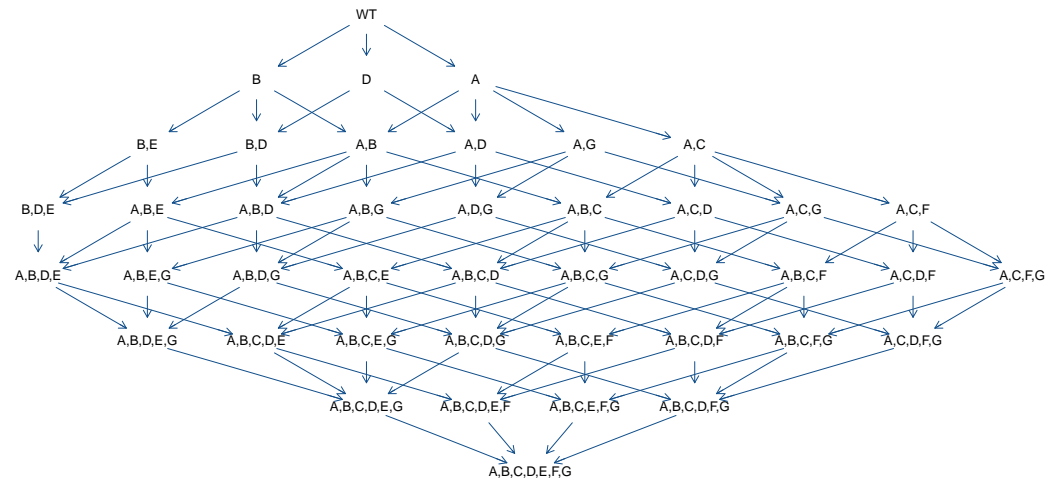 WT
B D A
B,E B,D A,B A,D A,G A,C
B,D,E A,B,E A,B,D A,B,G A,D,G A,B,C A,C,D A,C,G A,C,F
A,B,D,E A,B,E,G A,B,D,G A,B,C,E A,B,C,D A,B,C,G A,C,D,G A,B,C,F A,C,D,F A,C,F,G
A,B,D,E,G A,B,C,D,E A,B,C,E,G A,B,C,D,G A,B,C,E,F A,B,C,D,F A,B,C,F,G A,C,D,F,G
A,B,C,D,E,G A,B,C,D,E,F A,B,C,E,F,G A,B,C,D,F,G
A,B,C,D,E,F,G